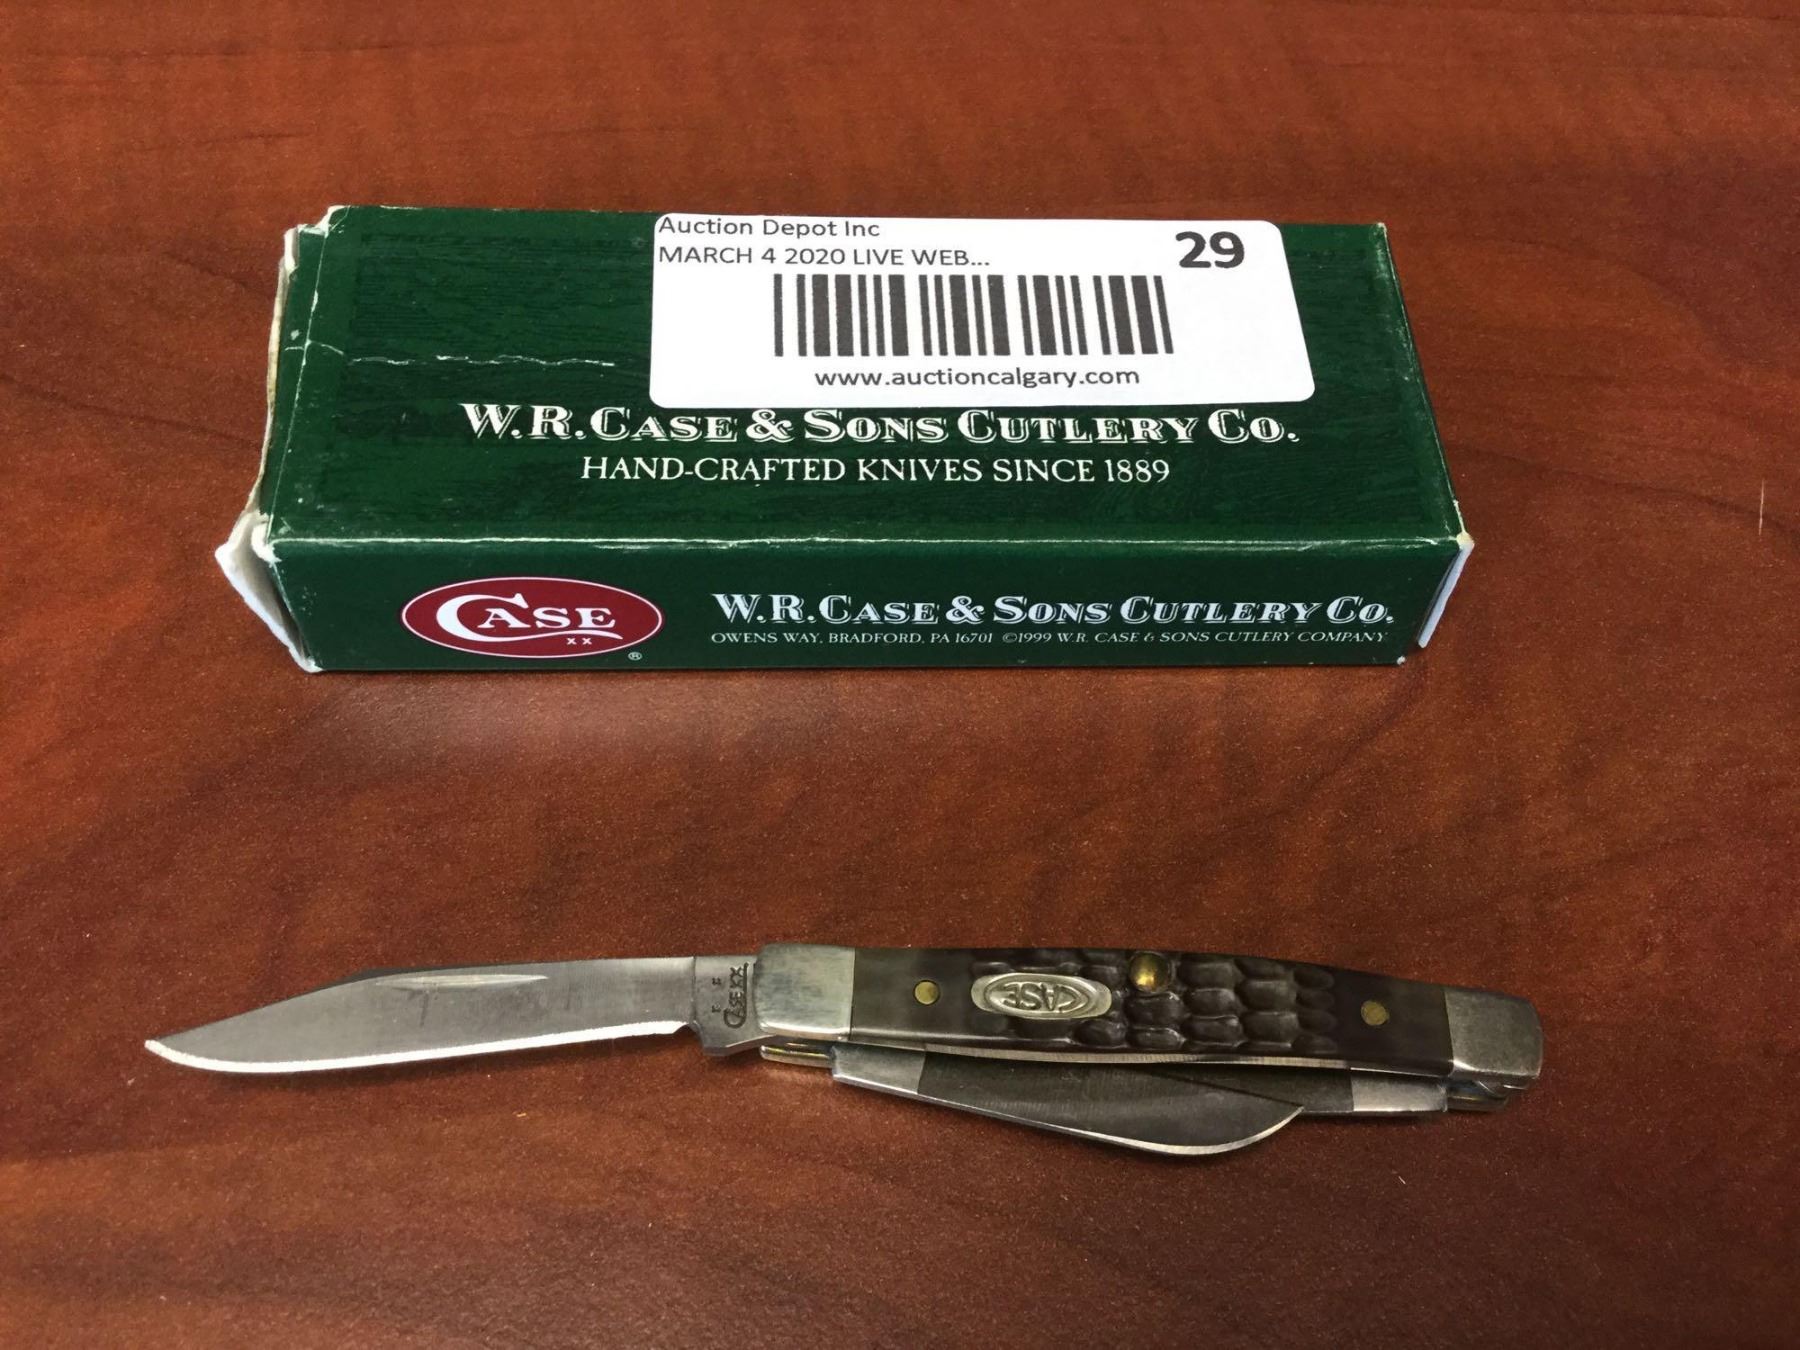 Auction Depot Inc
MARCH 4 2020 LIVE WEB...
29
www.auctioncalgary.com
W.R. CASE & SONS CUTLERY CO.
HAND-CRAFTED KNIVES SINCE 1889
CASE
XX
®
W.R. CASE & SONS CUTLERY CO.
OWENS WAY, BRADFORD, PA 16701 ©1999 W.R. CASE & SONS CUTLERY COMPANY
CASE XX
CASE